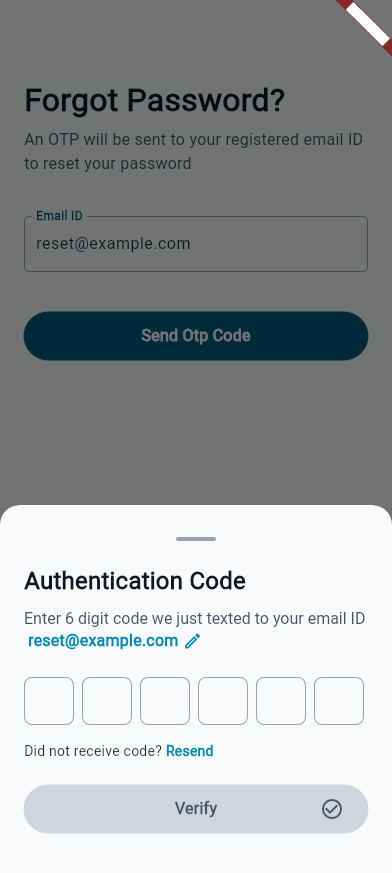 Forgot Password?
An OTP will be sent to your registered email ID
to reset your password
Email ID
reset@example.com
Send Otp Code
Authentication Code
Enter 6 digit code we just texted to your email ID
reset@example.com
Did not receive code? Resend
Verify